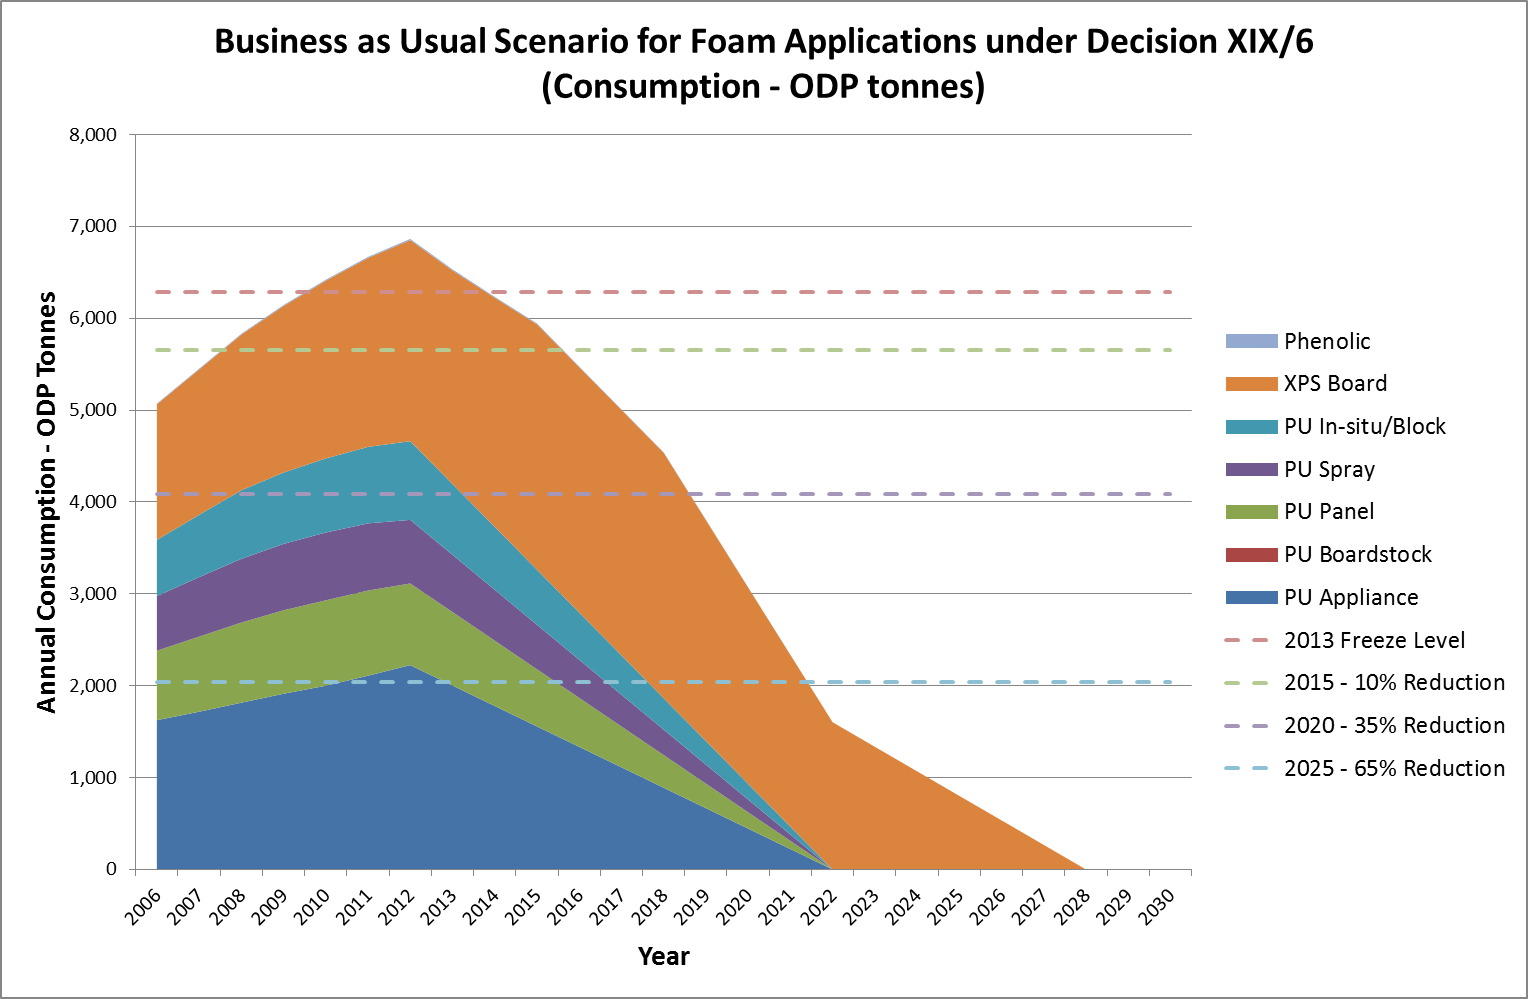 Business as Usual Scenario for Foam Applications under Decision XIX/6
(Consumption - ODP tonnes)
Annual Consumption - ODP Tonnes
8,000
7,000
6,000
5,000
4,000
3,000
2,000
1,000
0
2006
2007
2008
2009
2010
2011
2012
2013
2014
2015
2016
2017
2018
2019
2020
2021
2022
2023
2024
2025
2026
2027
2028
2029
2030
Year
Phenolic
XPS Board
PU In-situ/Block
PU Spray
PU Panel
PU Boardstock
PU Appliance
2013 Freeze Level
2015 - 10% Reduction
2020 - 35% Reduction
2025 - 65% Reduction